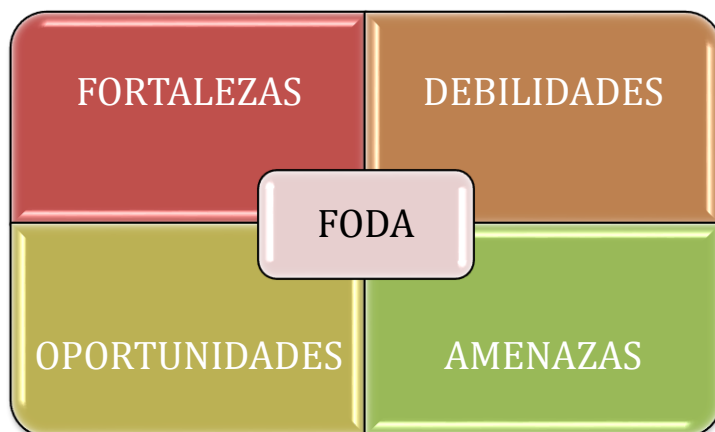 FORTALEZAS
DEBILIDADES
FODA
OPORTUNIDADES
AMENAZAS